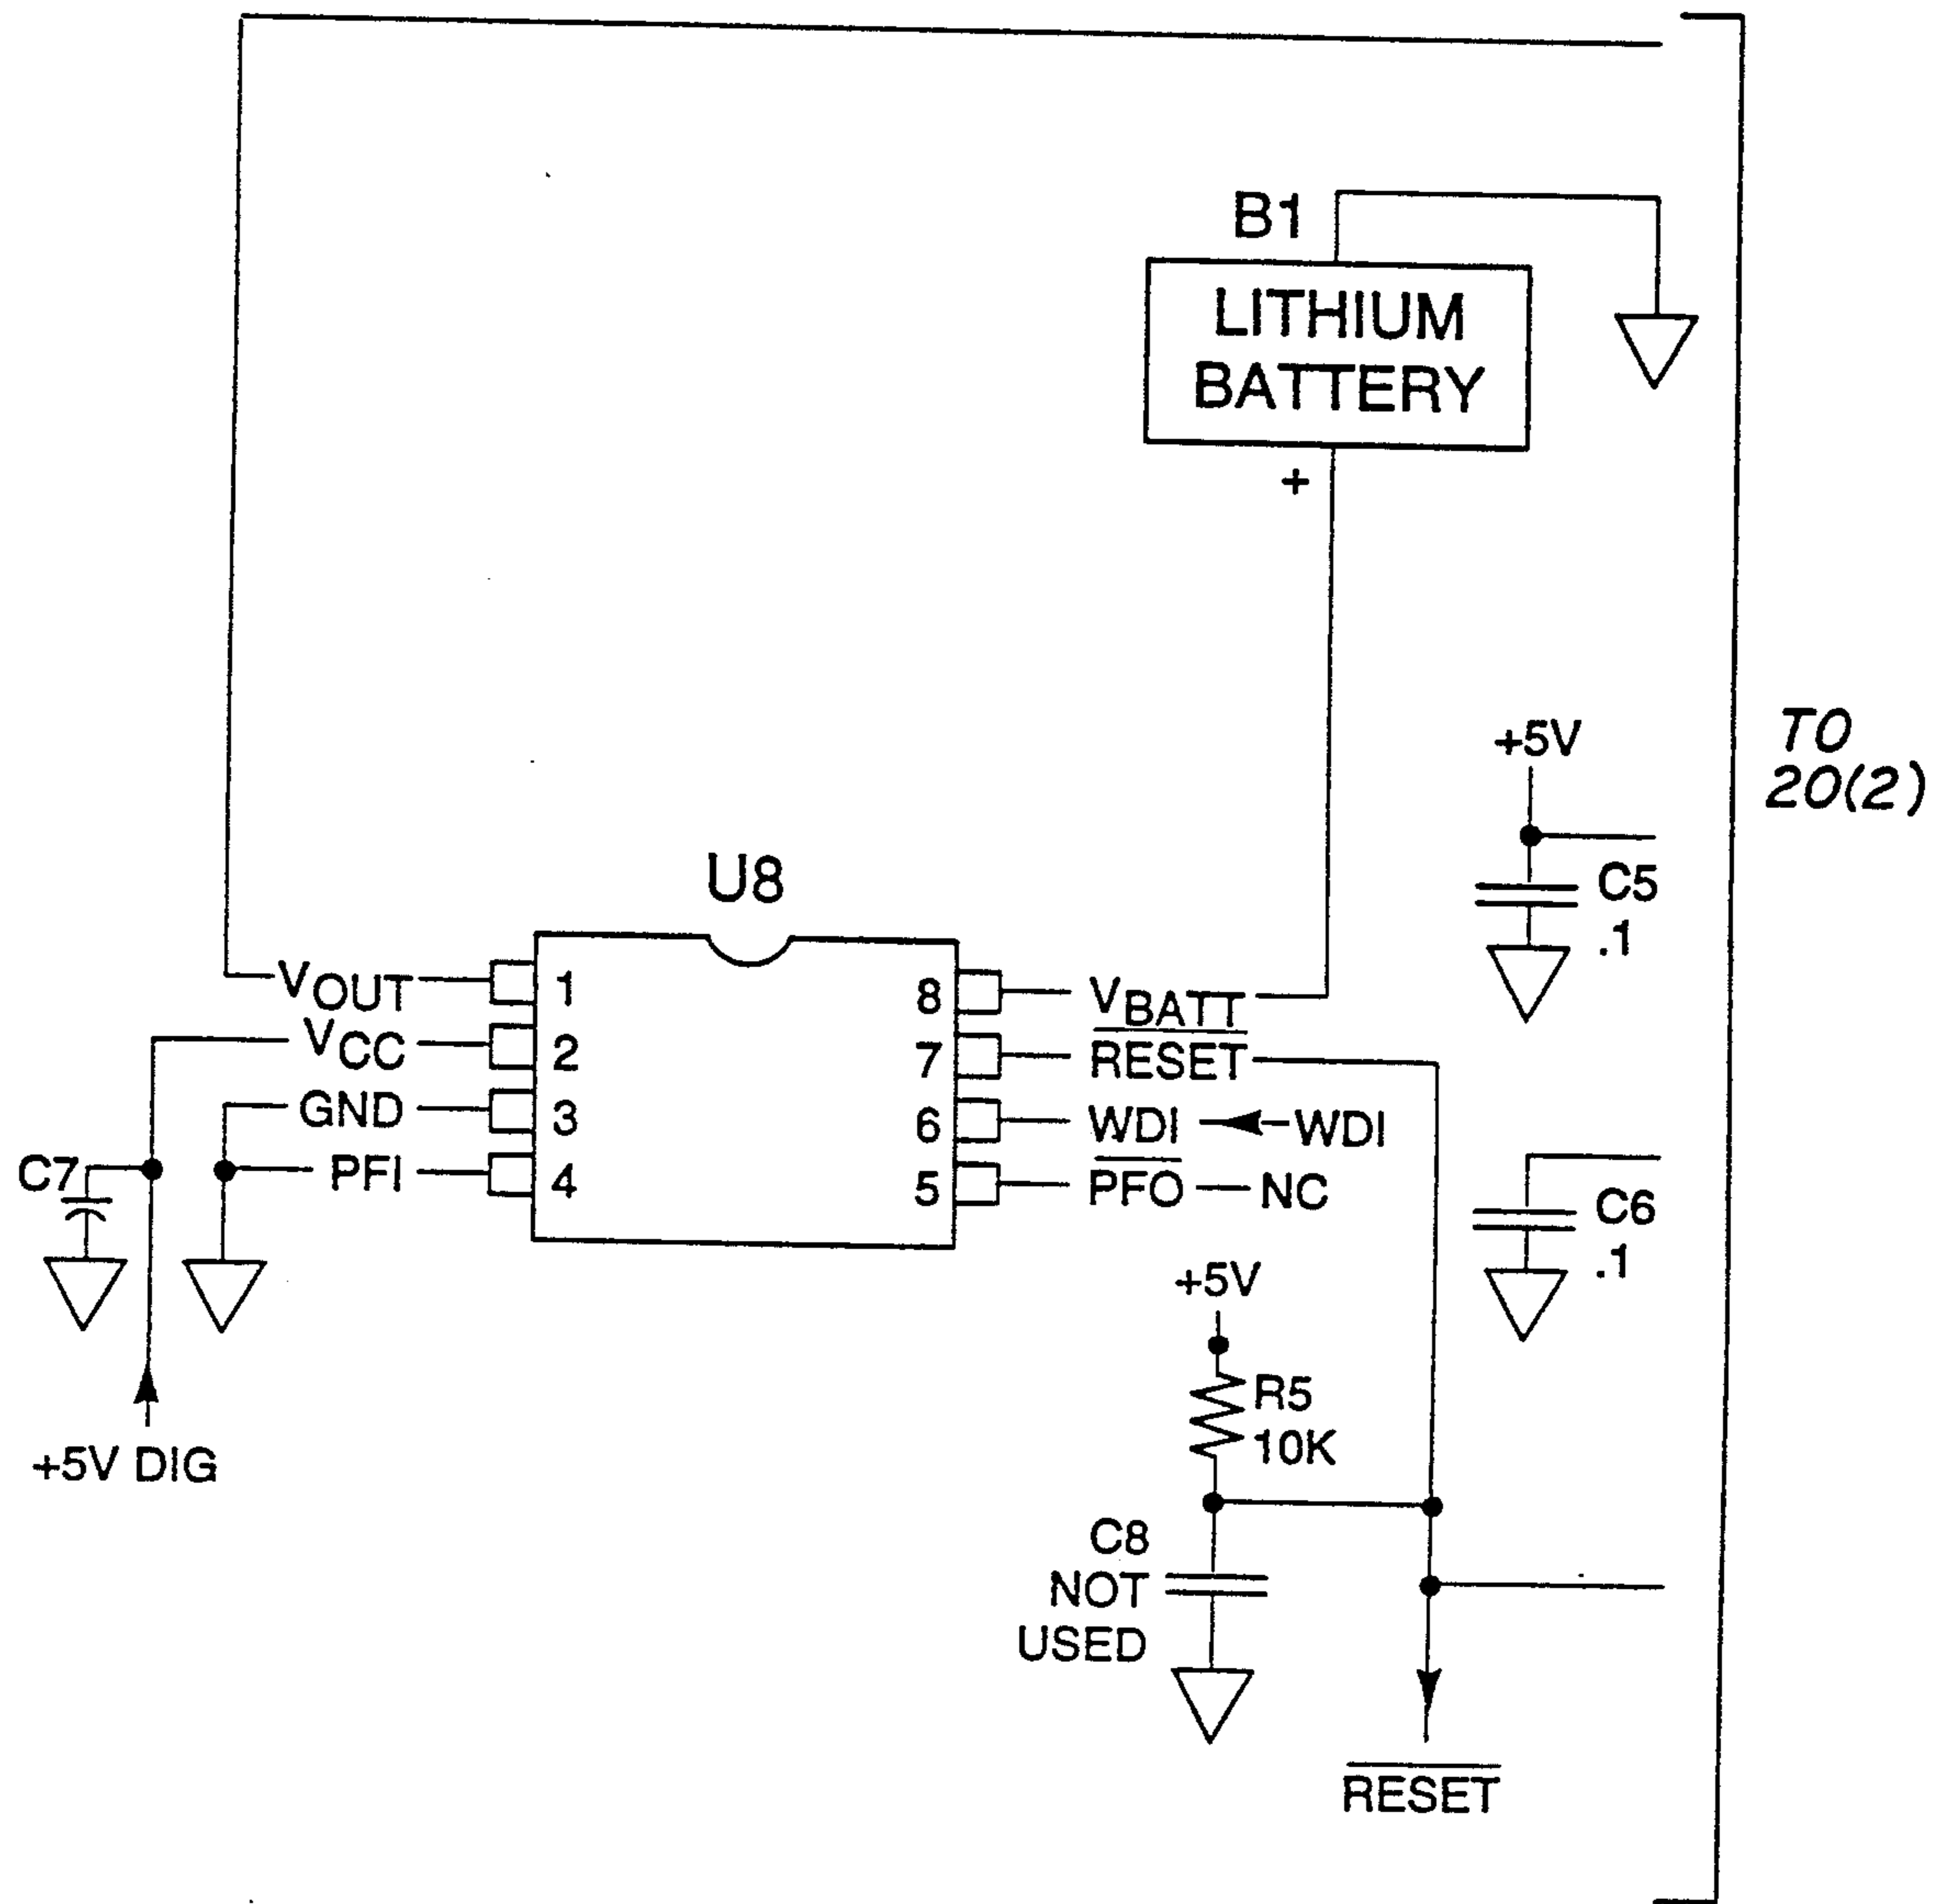 B1
LITHIUM
BATTERY
+
TO
20(2)
+5V
C5
.1
U8
VOUT
1
VCC
2
GND
3
PFI
4
8
VBATT
7
RESET
6
WDI
WDI
5
PFO
NC
C7
+5V DIG
C6
.1
+5V
R5
10K
C8
NOT
USED
RESET